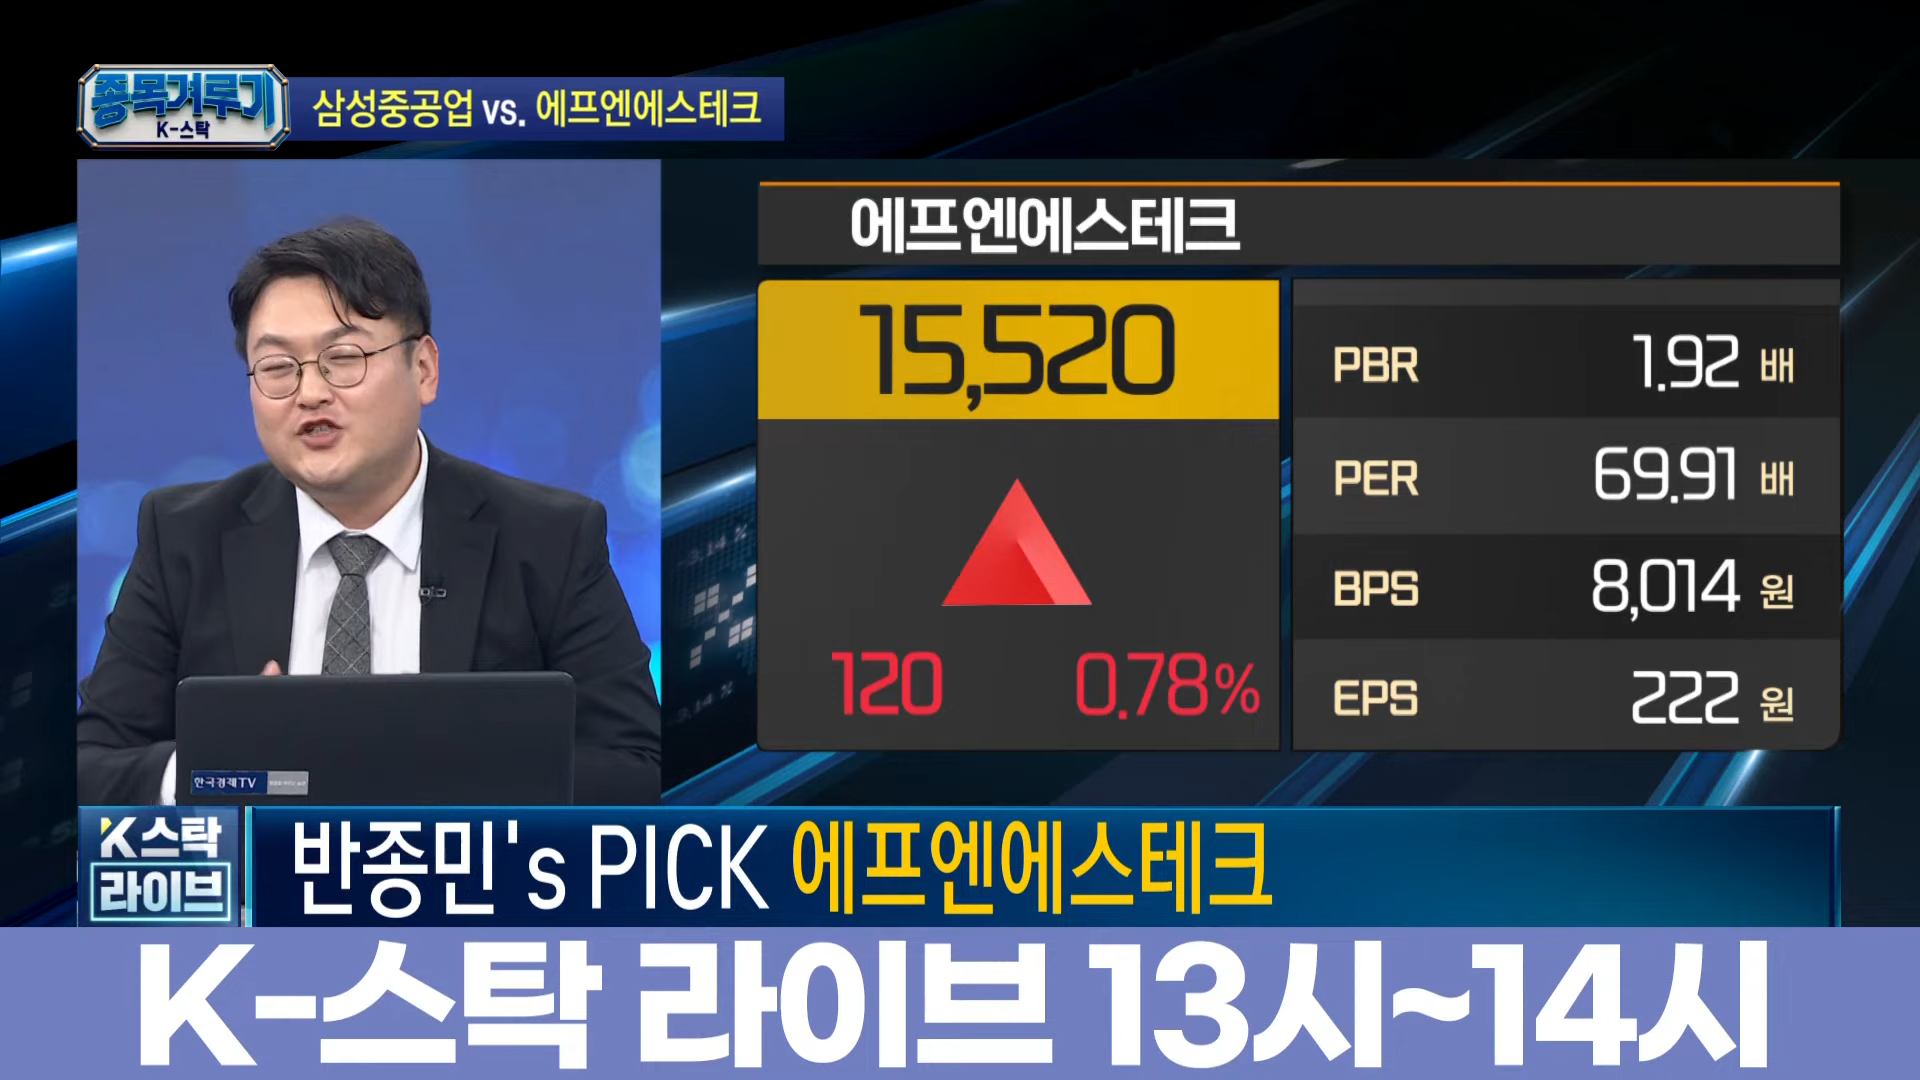 종목겨루기
K-스탁
삼성중공업 vs. 에프엔에스테크
에프엔에스테크
15,520
120 0.78%
PBR 1.92 배
PER 69.91 배
BPS 8,014 원
EPS 222 원
한국경제TV
K스탁
라이브
반종민's PICK 에프엔에스테크
K-스탁 라이브 13시~14시